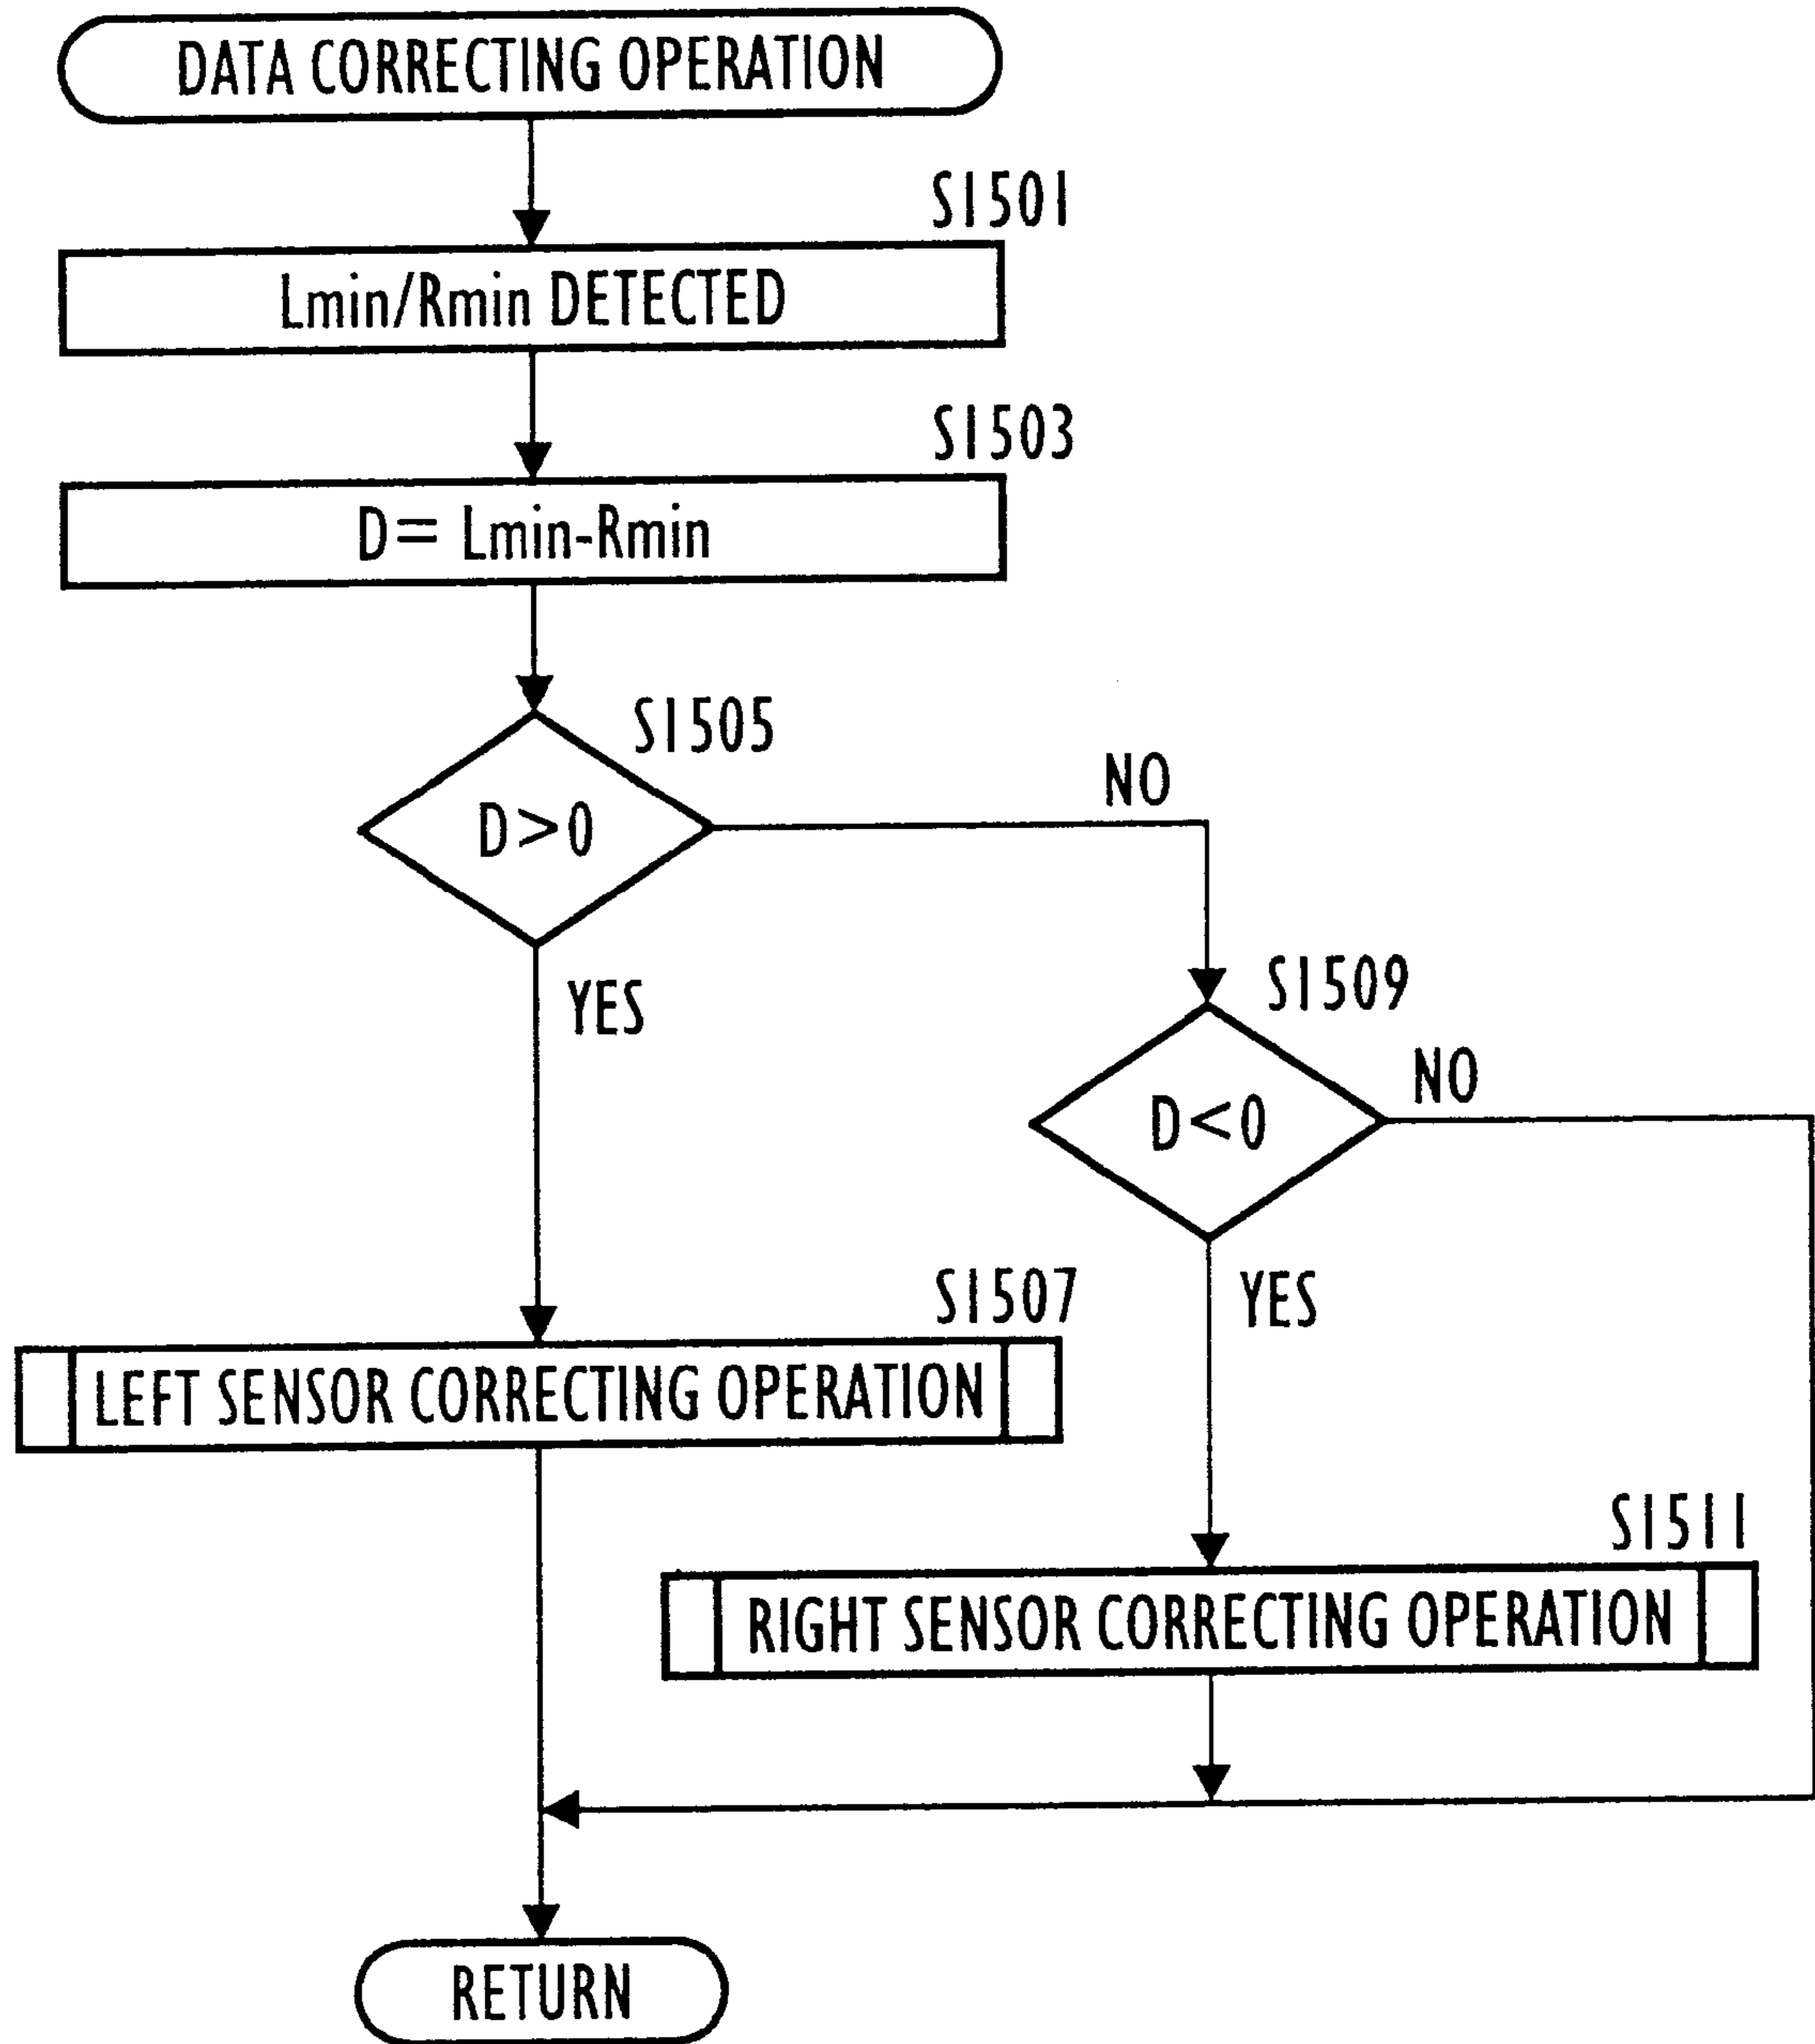 DATA CORRECTING OPERATION
S1501
Lmin/Rmin DETECTED
S1503
D= Lmin-Rmin
S1505
D>0
NO
YES
S1509
D<0
NO
YES
S1507
LEFT SENSOR CORRECTING OPERATION
S1511
RIGHT SENSOR CORRECTING OPERATION
RETURN